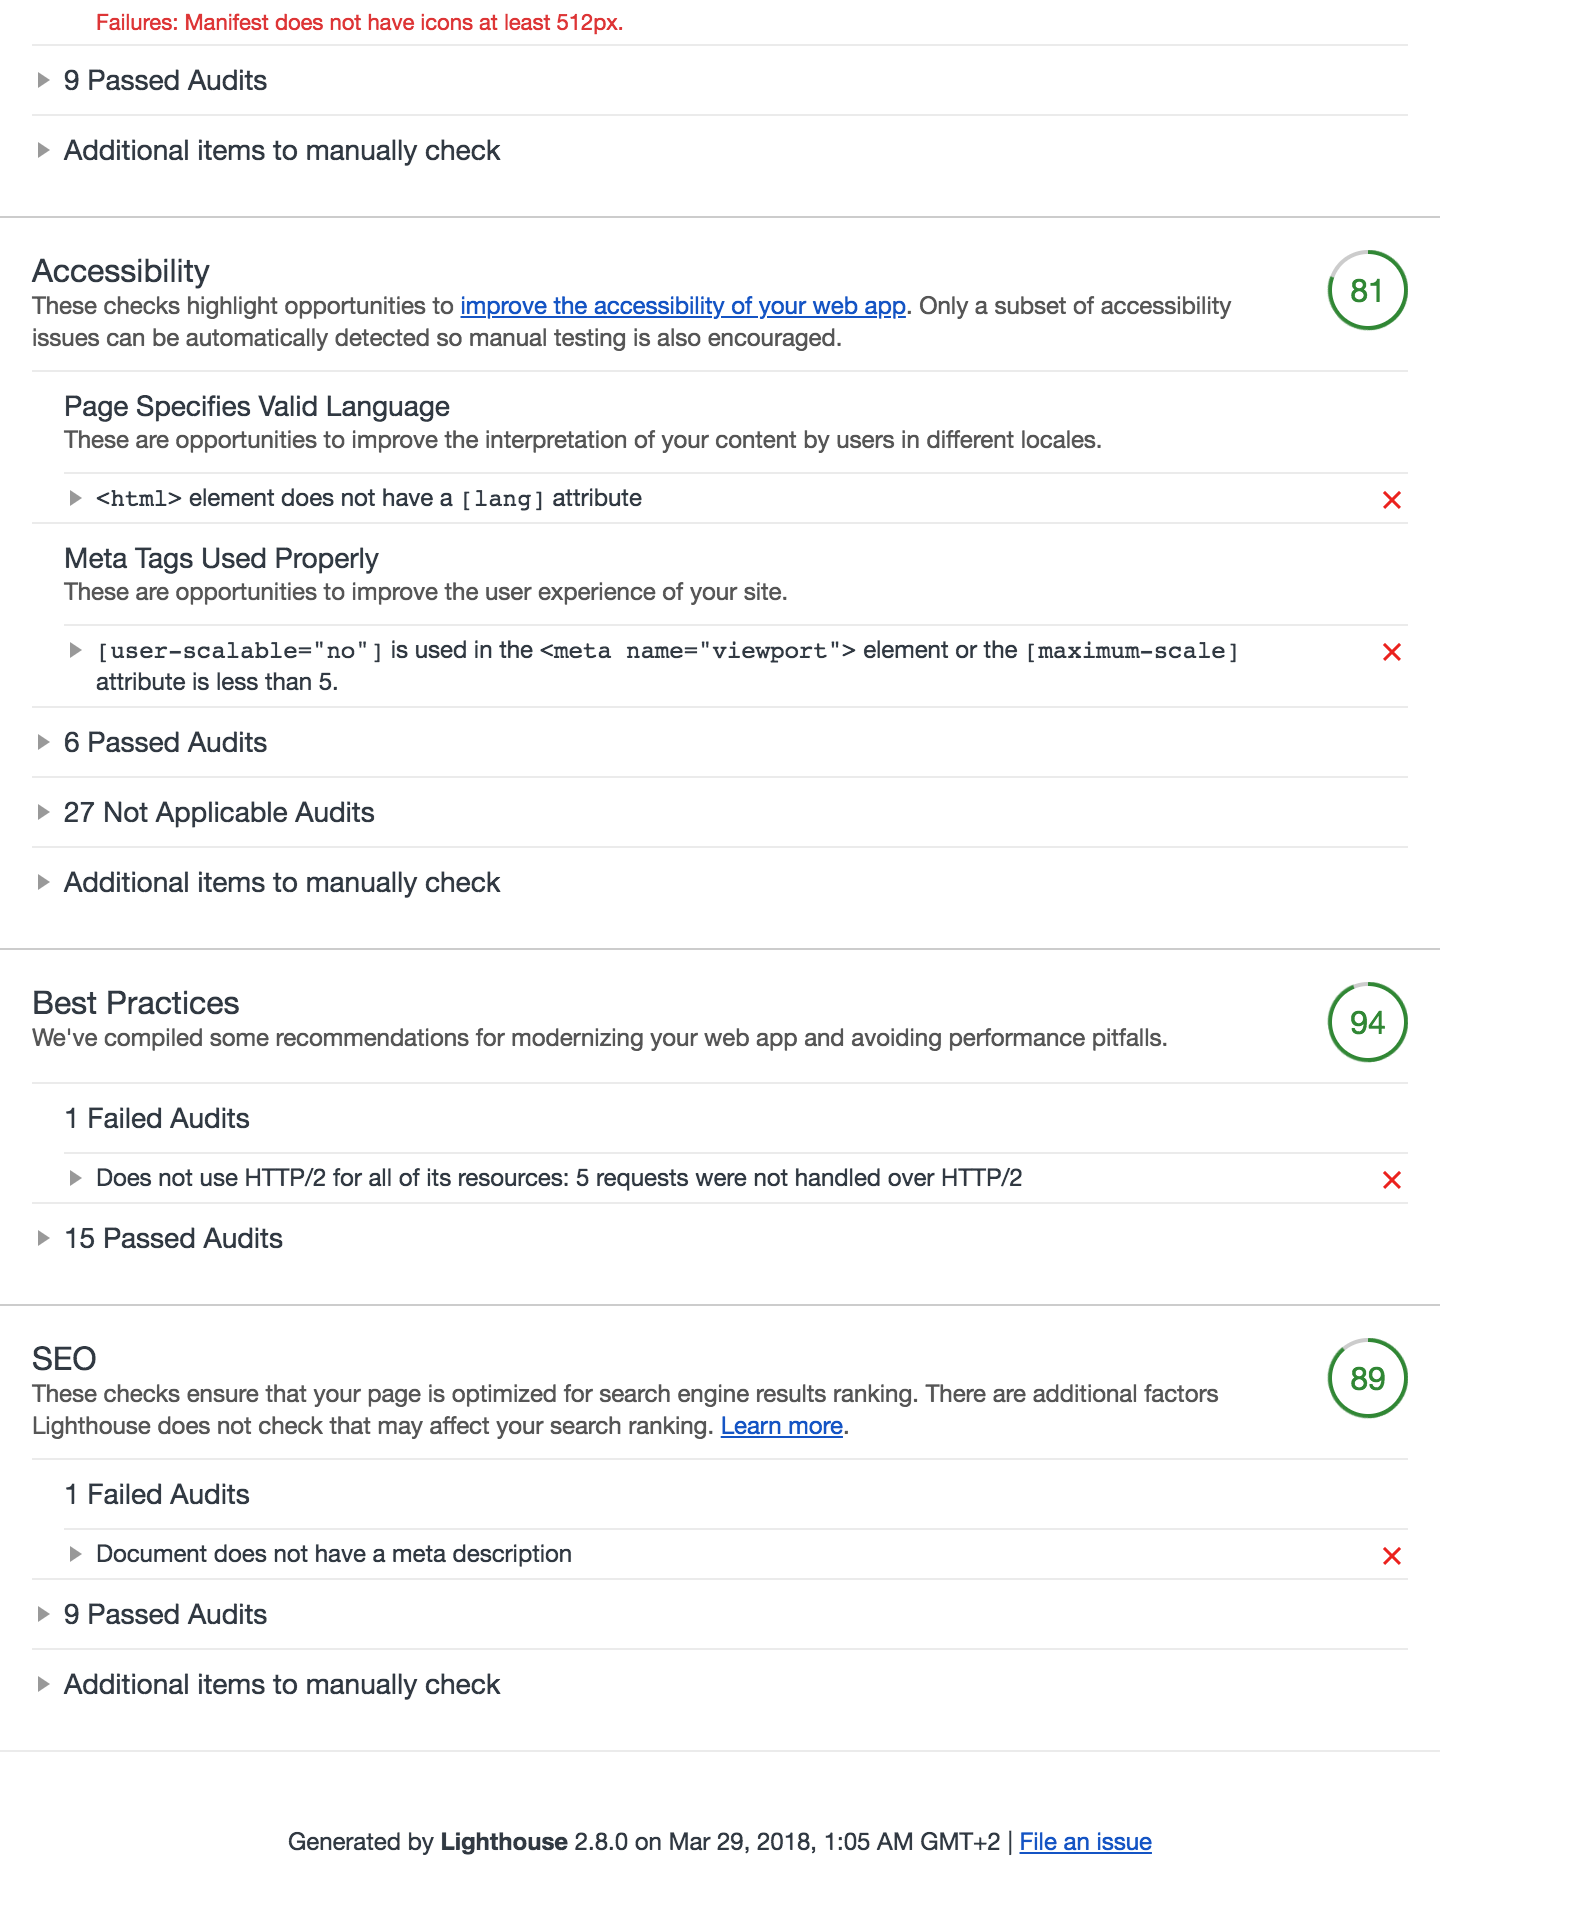 Failures: Manifest does not have icons at least 512px.
9 Passed Audits
Additional items to manually check
Accessibility
81
These checks highlight opportunities to improve the accessibility of your web app. Only a subset of accessibility
issues can be automatically detected so manual testing is also encouraged.
Page Specifies Valid Language
These are opportunities to improve the interpretation of your content by users in different locales.
<html> element does not have a [lang] attribute
Meta Tags Used Properly
These are opportunities to improve the user experience of your site.
[user-scalable="no"] is used in the <meta name="viewport"> element or the [maximum-scale]
attribute is less than 5.
6 Passed Audits
27 Not Applicable Audits
Additional items to manually check
Best Practices
94
We've compiled some recommendations for modernizing your web app and avoiding performance pitfalls.
1 Failed Audits
Does not use HTTP/2 for all of its resources: 5 requests were not handled over HTTP/2
15 Passed Audits
SEO
89
These checks ensure that your page is optimized for search engine results ranking. There are additional factors
Lighthouse does not check that may affect your search ranking. Learn more.
1 Failed Audits
Document does not have a meta description
9 Passed Audits
Additional items to manually check
Generated by Lighthouse 2.8.0 on Mar 29, 2018, 1:05 AM GMT+2 | File an issue